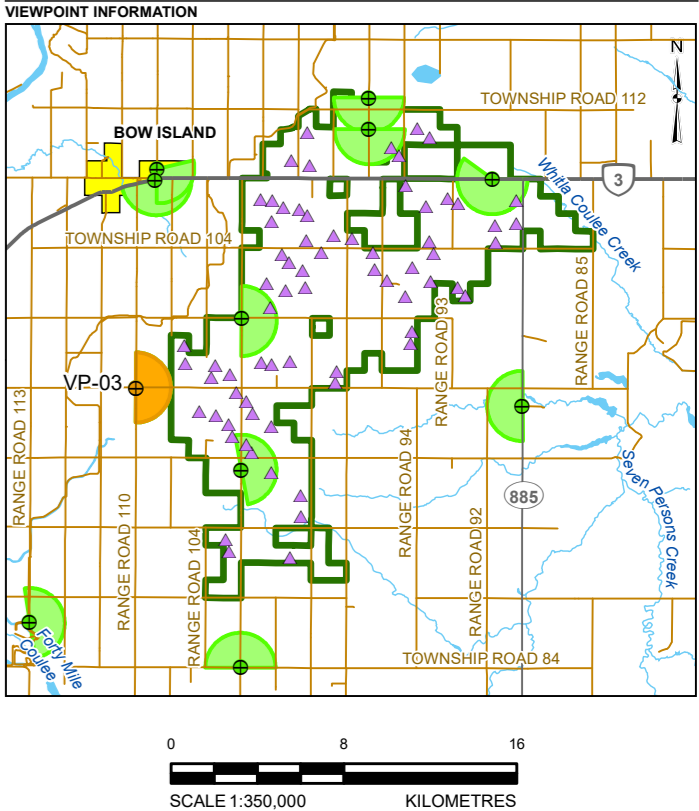 VIEWPOINT INFORMATION
N
TOWNSHIP ROAD 112
BOW ISLAND
3
Whitla Coulee Creek
TOWNSHIP ROAD 104
RANGE ROAD 85
RANGE ROAD 93
VP-03
RANGE ROAD 113
RANGE ROAD 94
885
Seven Persons Creek
RANGE ROAD 110
RANGE ROAD 104
RANGE ROAD 92
Forty Mile
Coulee
TOWNSHIP ROAD 84
0 8 16
SCALE 1:350,000 KILOMETRES